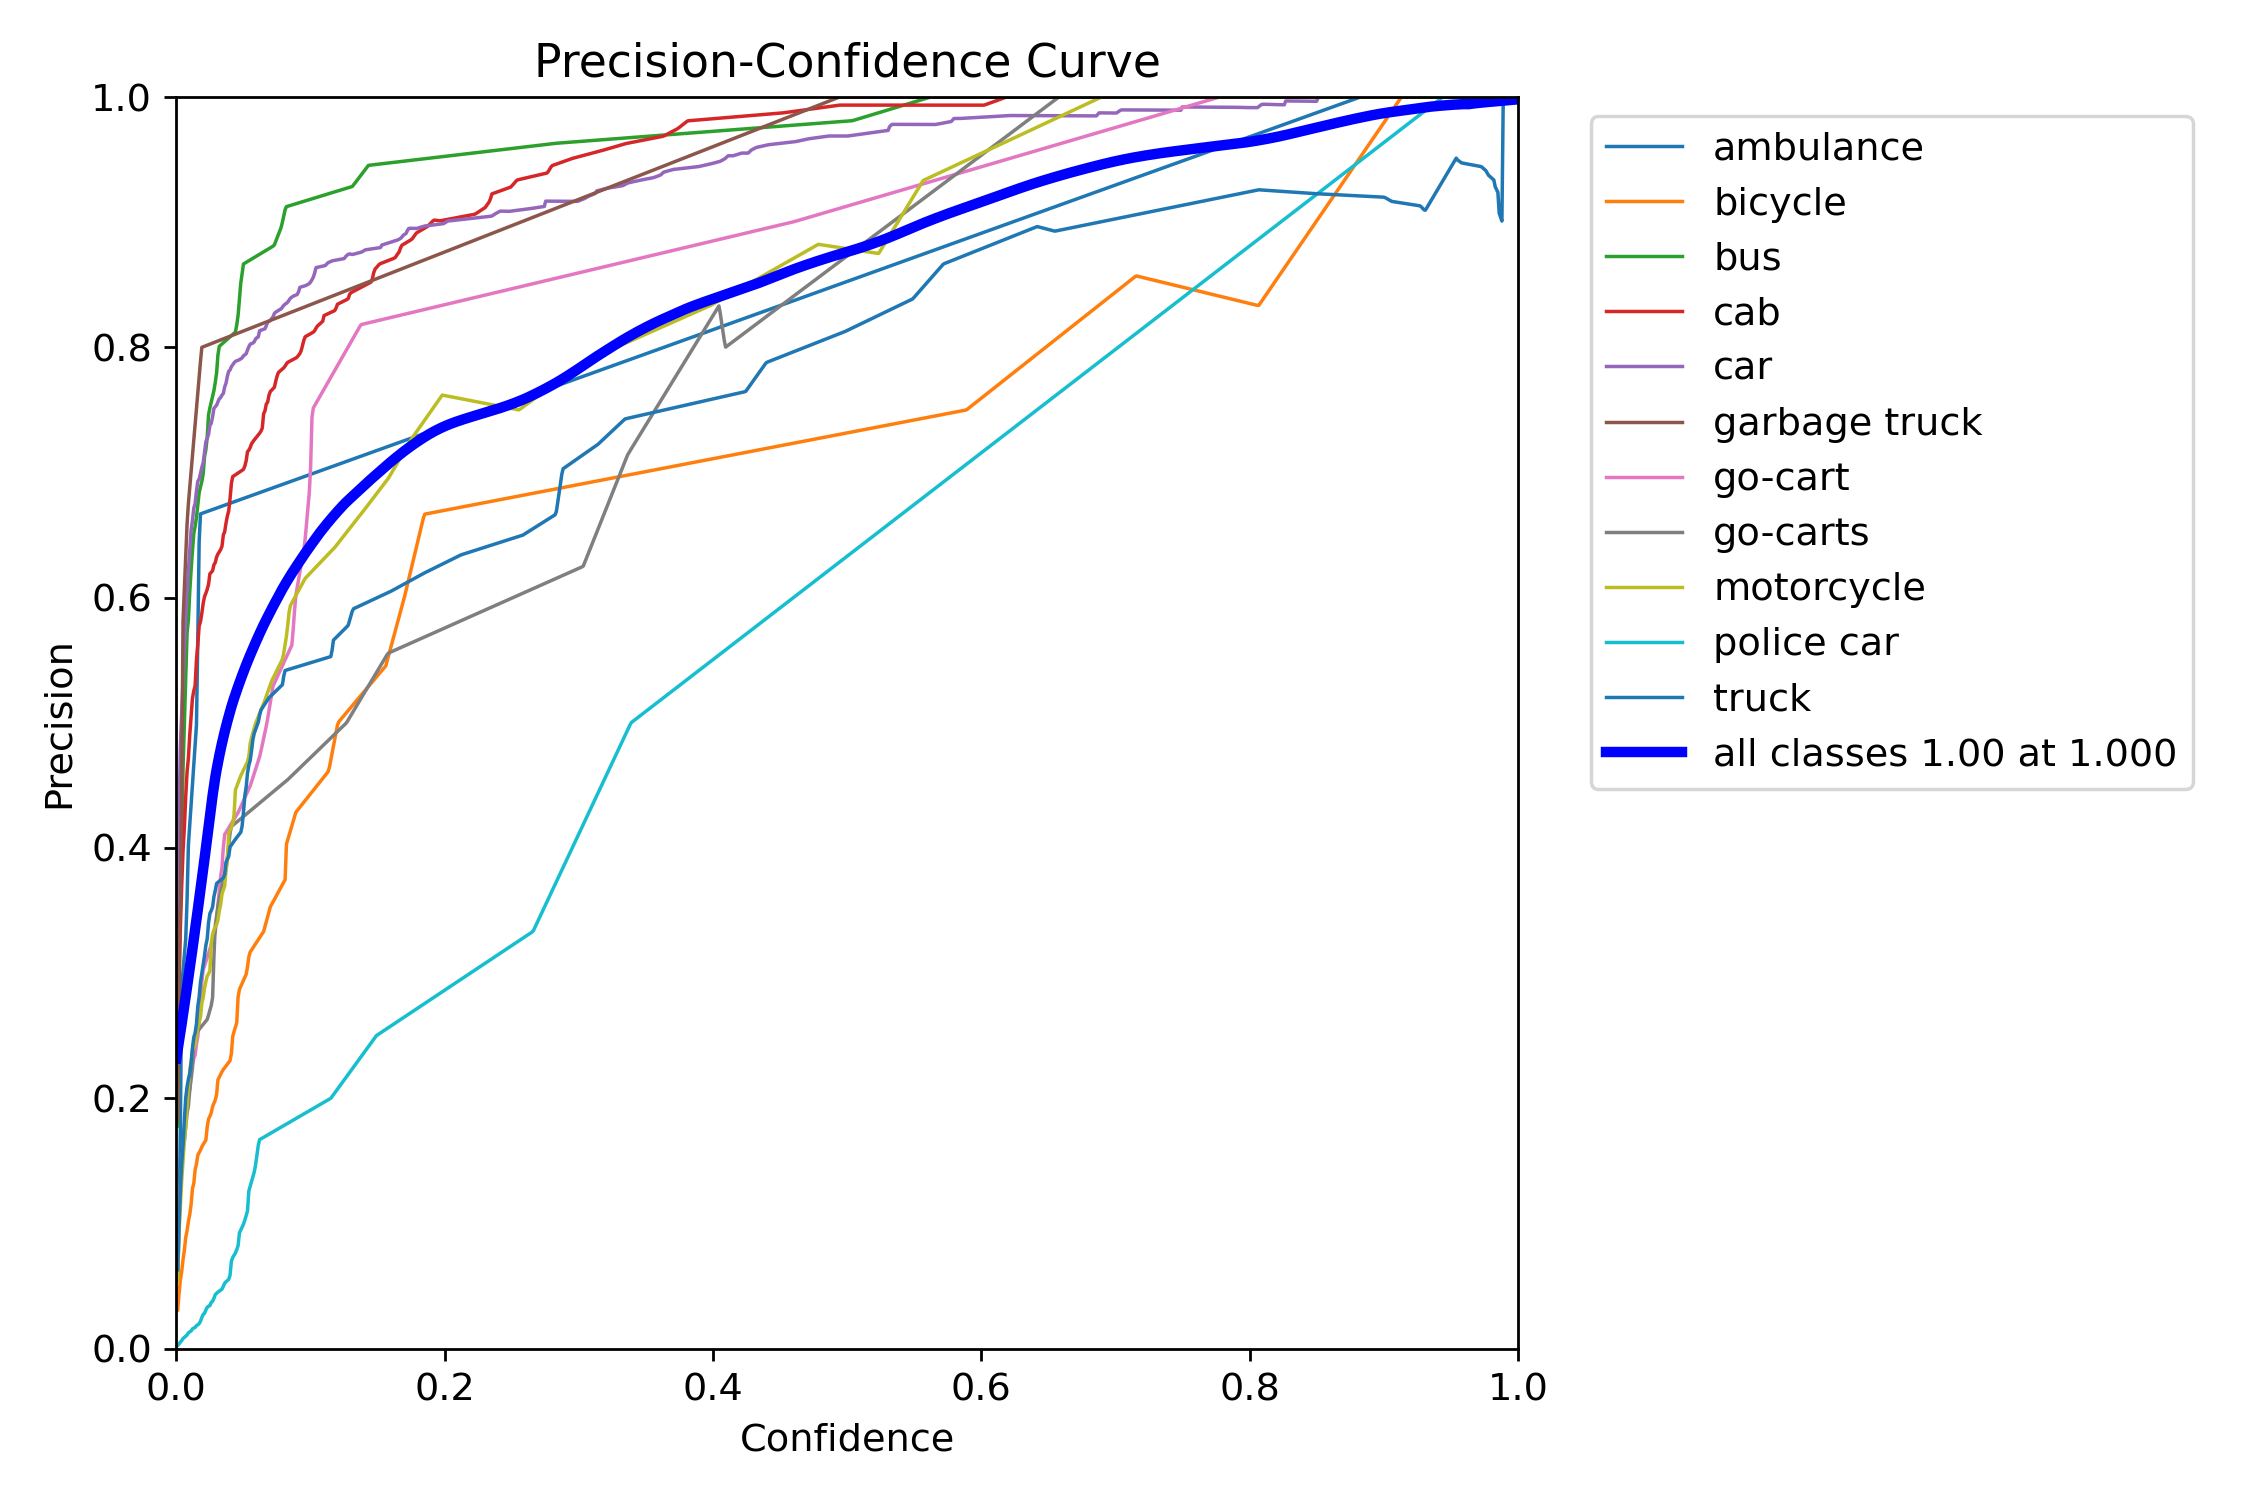 Precision-Confidence Curve
1.0
0.8
0.6
0.4
0.2
0.0
Precision
0.0 0.2 0.4 0.6 0.8 1.0
Confidence
ambulance
bicycle
bus
cab
car
garbage truck
go-cart
go-carts
motorcycle
police car
truck
all classes 1.00 at 1.000